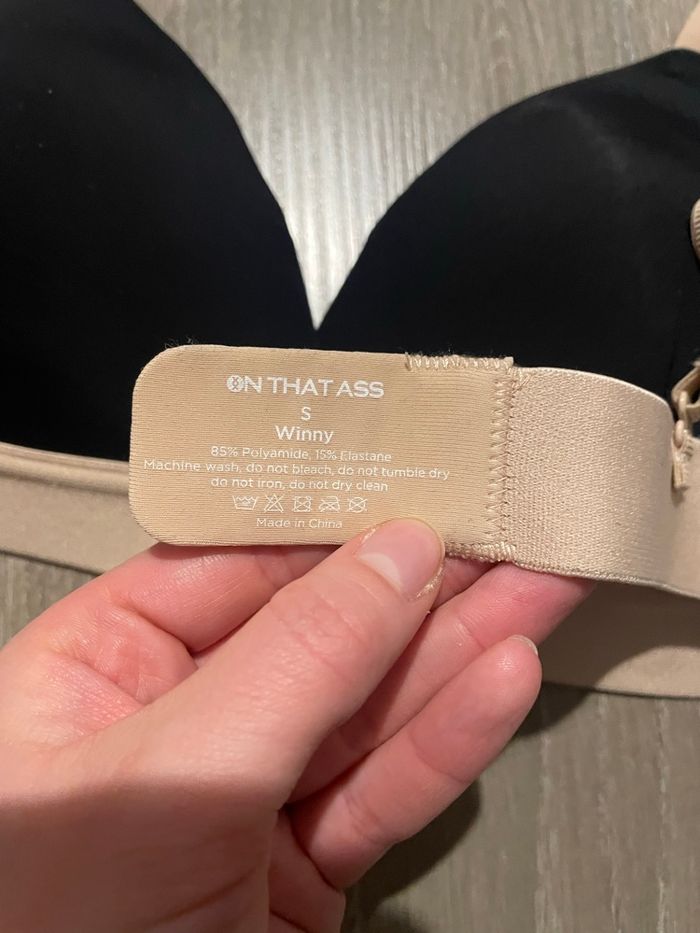 ON THAT ASS
S
Winny
85% Polyamide, 15% Elastane
Machine wash, do not bleach, do not tumble dry
do not iron, do not dry clean
Made in China